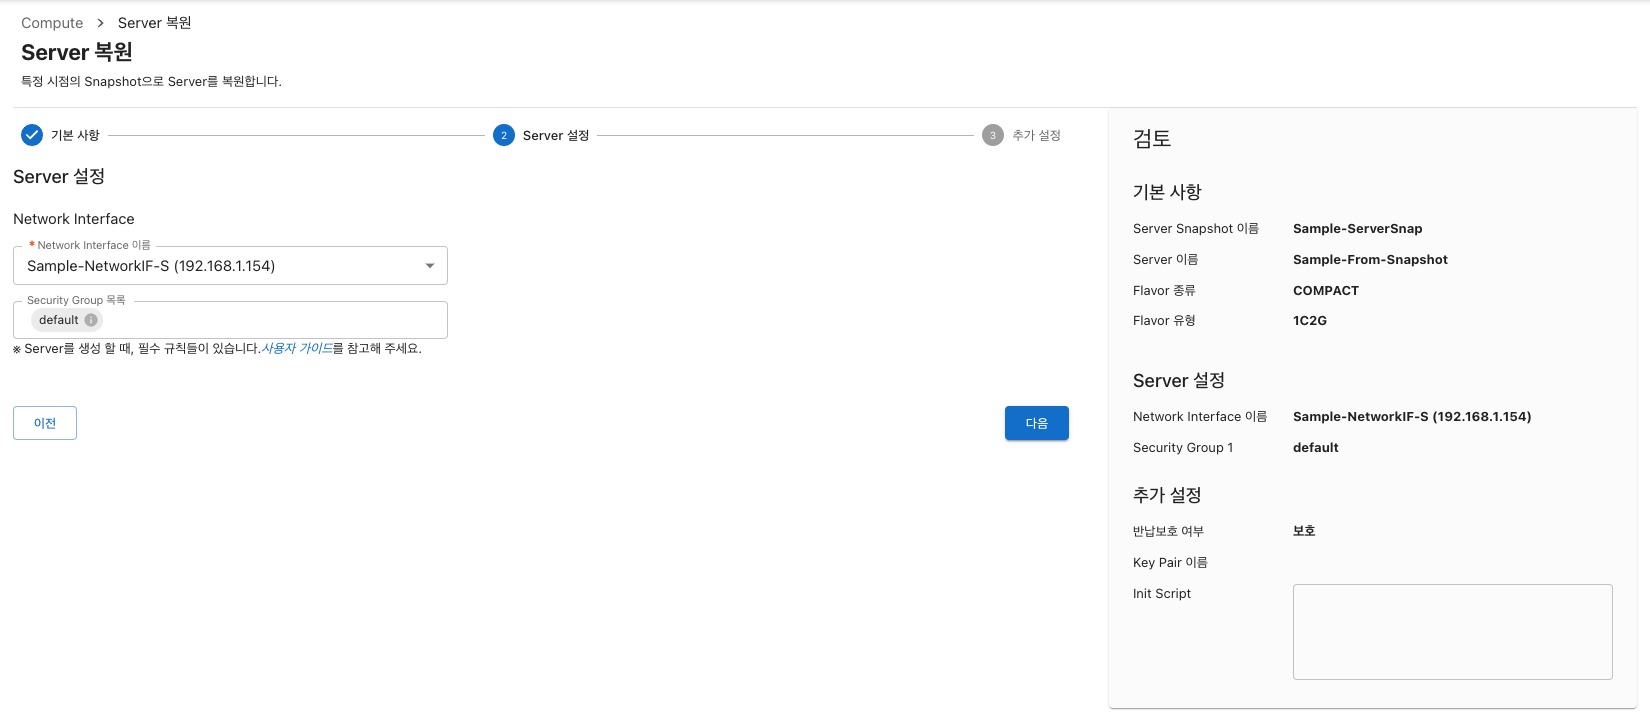 Compute > Server 복원
Server 복원
특정 시점의 Snapshot으로 Server를 복원합니다.
기본 사항
2 Server 설정
3 추가 설정
Server 설정
Network Interface
* Network Interface 이름
Sample-NetworkIF-S (192.168.1.154)
Security Group 목록
default
※ Server를 생성 할 때, 필수 규칙들이 있습니다.사용자 가이드를 참고해 주세요.
이전
다음
검토
기본 사항
Server Snapshot 이름 Sample-ServerSnap
Server 이름 Sample-From-Snapshot
Flavor 종류 COMPACT
Flavor 유형 1C2G
Server 설정
Network Interface 이름 Sample-NetworkIF-S (192.168.1.154)
Security Group 1 default
추가 설정
반납보호 여부 보호
Key Pair 이름
Init Script